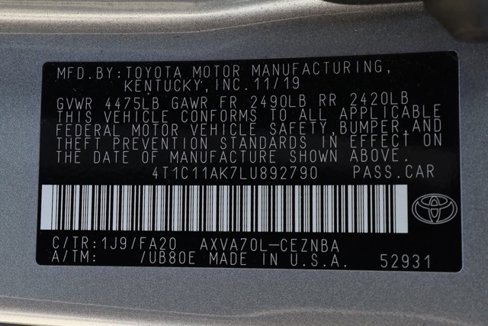 MFD.BY:TOYOTA MOTOR MANUFACTURING,
KENTUCKY, INC.11/19
GVWR 4475LB GAWR FR 2490LB RR 2420LB
THIS VEHICLE CONFORMS TO ALL APPLICABLE
FEDERAL MOTOR VEHICLE SAFETY,BUMPER,AND
THEFT PREVENTION STANDARDS IN EFFECT ON
THE DATE OF MANUFACTURE SHOWN ABOVE.
4T1C11AK7LU892790 PASS.CAR
C/TR:1J9/FA20 AXVA70L-CEZNBA
A/TM: /UB80E MADE IN U.S.A. 52931